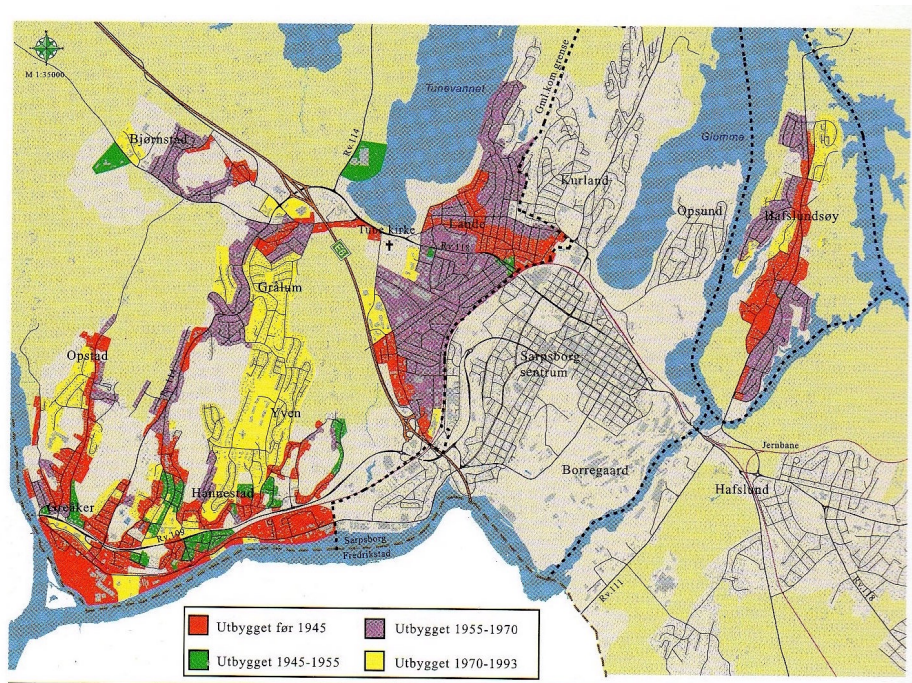 M 1:35000
Tunevannet
Gml.kom grense
Rv.114
Glomma
Bjørnstad
Kurland
Opsund
Hafslundsøy
Lande
Tune kirke
Rv.118
Grålum
Opstad
Sarpsborg
sentrum
Yven
Jernbane
Borregaard
Hafslund
Hannestad
Greåker
Rv.109
Sarpsborg
Fredrikstad
Rv.111
Rv.118
Utbygget før 1945
Utbygget 1955-1970
Utbygget 1945-1955
Utbygget 1970-1993